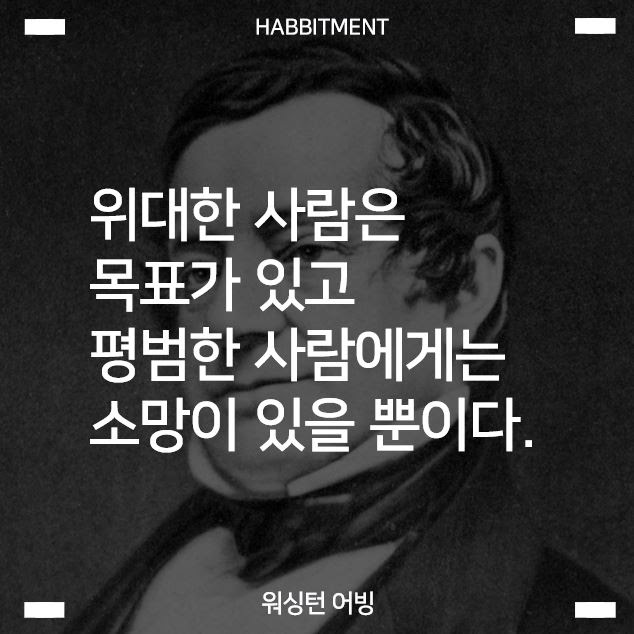 HABBITMENT
위대한 사람은
목표가 있고
평범한 사람에게는
소망이 있을 뿐이다.
워싱턴 어빙